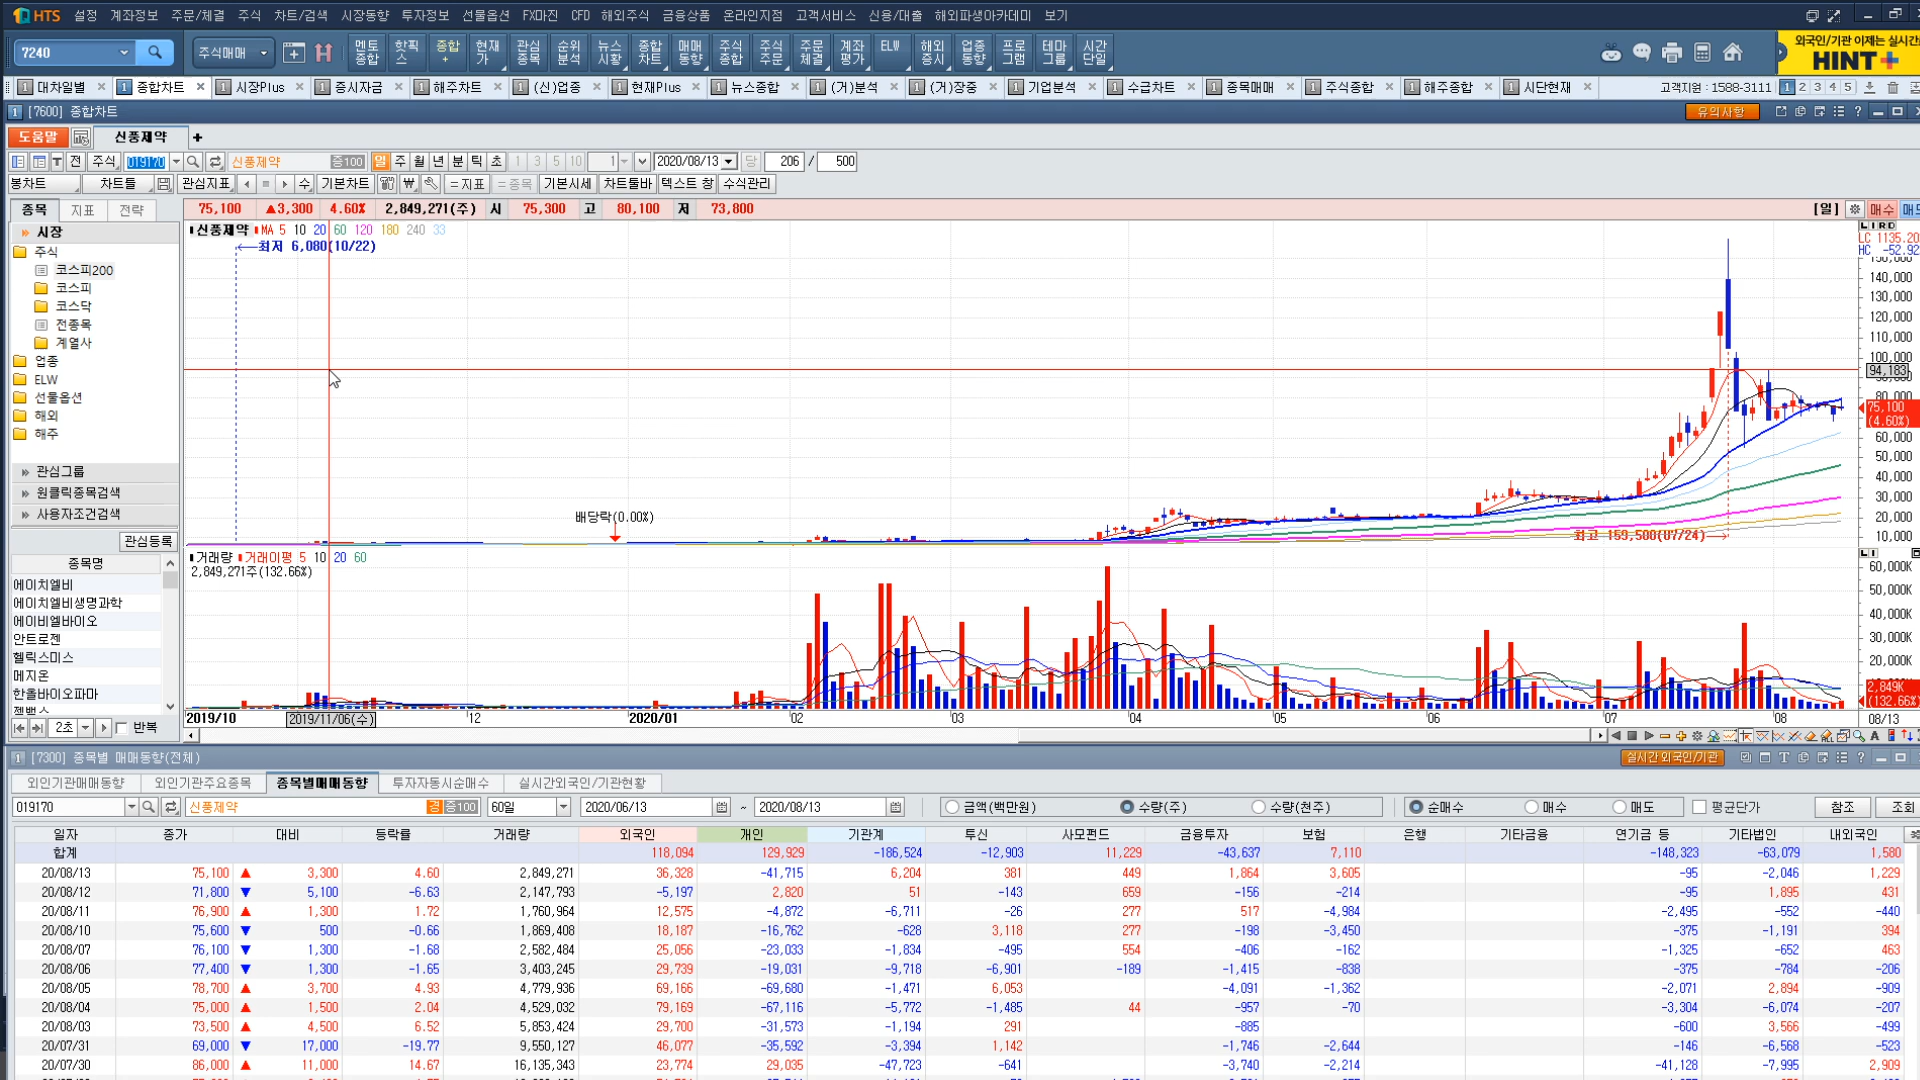 HTS 설정 계좌정보 주문/체결 주식 차트/검색 시장동향 투자정보 선물옵션 FX마진 CFD 해외주식 금융상품 온라인지점 고객서비스 신용/대출 해외파생아카데미 보기
7240 주식매매 멘토종합 핫픽스 종합+ 현재가 관심종목 순위분석 뉴스시황 종합차트 매매동향 주식종합 주식주문 주문체결 계좌평가 ELW 해외증시 업종동향 프로그램 테마그룹 시간단일 외국인/기관 이제는 실시간
HINT+
1 대차일별 × 1 종합차트 × 1 시장Plus × 1 증시자금 × 1 해주차트 × 1 (신)업종 × 1 현재Plus × 1 뉴스종합 × 1 (거)분석 × 1 (거)장중 × 1 기업분석 × 1 수급차트 × 1 종목매매 × 1 주식종합 × 1 해주종합 × 1 시단현재 × 고객지원 : 1588-3111 1 2 3 4 5
1 [7600] 종합차트 유의사항
도움말 신풍제약 +
T 전 주식 019170 신풍제약 증100 일 주 월 년 분 틱 초 1 3 5 10 1 2020/08/13 당 206 / 500
봉차트 차트틀 관심지표 수 기본차트 =지표 =종목 기본시세 차트툴바 텍스트 창 수식관리
종목 지표 전략 75,100 ▲3,300 4.60% 2,849,271(주) 시 75,300 고 80,100 저 73,800 [일] 매수 매도
시장
주식
코스피200
코스피
코스닥
전종목
계열사
업종
ELW
선물옵션
해외
해주
관심그룹
원클릭종목검색
사용자조건검색
관심등록
종목명
에이치엘비
에이치엘비생명과학
에이비엘바이오
안트로젠
헬릭스미스
메지온
한올바이오파마
젬백스
2초 반복
신풍제약 MA 5 10 20 60 120 180 240 33
최저 6,080(10/22)
배당락(0.00%)
최고 159,500(07/24)
LC 1135.20
HC -52.92
150,000
140,000
130,000
120,000
110,000
100,000
94,183
90,000
80,000
75,100
(4.60%)
60,000
50,000
40,000
30,000
20,000
10,000
거래량 거래이평 5 10 20 60
2,849,271주(132.66%)
60,000K
50,000K
40,000K
30,000K
20,000K
2,849K
(132.66%)
2019/10 2019/11/06(수) 12 2020/01 02 03 04 05 06 07 08 08/13
1 [7300] 종목별 매매동향(전체) 실시간외국인/기관
외인기관매매동향 외인기관주요종목 종목별매매동향 투자자동시순매수 실시간외국인/기관현황
019170 신풍제약 경 증100 60일 2020/06/13 ~ 2020/08/13 금액(백만원) 수량(주) 수량(천주) 순매수 매수 매도 평균단가 참조 조회
일자 종가 대비 등락률 거래량 외국인 개인 기관계 투신 사모펀드 금융투자 보험 은행 기타금융 연기금 등 기타법인 내외국인
합계 118,094 129,929 -186,524 -12,903 11,229 -43,637 7,110 -148,323 -63,079 1,580
20/08/13 75,100 ▲ 3,300 4.60 2,849,271 36,328 -41,715 6,204 381 449 1,864 3,605 -95 -2,046 1,229
20/08/12 71,800 ▼ 5,100 -6.63 2,147,793 -5,197 2,820 51 -143 659 -156 -214 -95 1,895 431
20/08/11 76,900 ▲ 1,300 1.72 1,760,964 12,575 -4,872 -6,711 -26 277 517 -4,984 -2,495 -552 -440
20/08/10 75,600 ▼ 500 -0.66 1,869,408 18,187 -16,762 -628 3,118 277 -198 -3,450 -375 -1,191 394
20/08/07 76,100 ▼ 1,300 -1.68 2,582,484 25,056 -23,033 -1,834 -495 554 -406 -162 -1,325 -652 463
20/08/06 77,400 ▼ 1,300 -1.65 3,403,245 29,739 -19,031 -9,718 -6,901 -189 -1,415 -838 -375 -784 -206
20/08/05 78,700 ▲ 3,700 4.93 4,779,936 69,166 -69,680 -1,471 6,053 -4,091 -1,362 -2,071 2,894 -909
20/08/04 75,000 ▲ 1,500 2.04 4,529,032 79,169 -67,116 -5,772 -1,485 44 -957 -70 -3,304 -6,074 -207
20/08/03 73,500 ▲ 4,500 6.52 5,853,424 29,700 -31,573 -1,194 291 -885 -600 3,566 -499
20/07/31 69,000 ▼ 17,000 -19.77 9,550,127 46,077 -35,592 -3,394 1,142 -1,746 -2,644 -146 -6,568 -523
20/07/30 86,000 ▲ 11,000 14.67 16,135,343 23,774 29,035 -47,723 -641 -3,740 -2,214 -41,128 -7,995 2,909